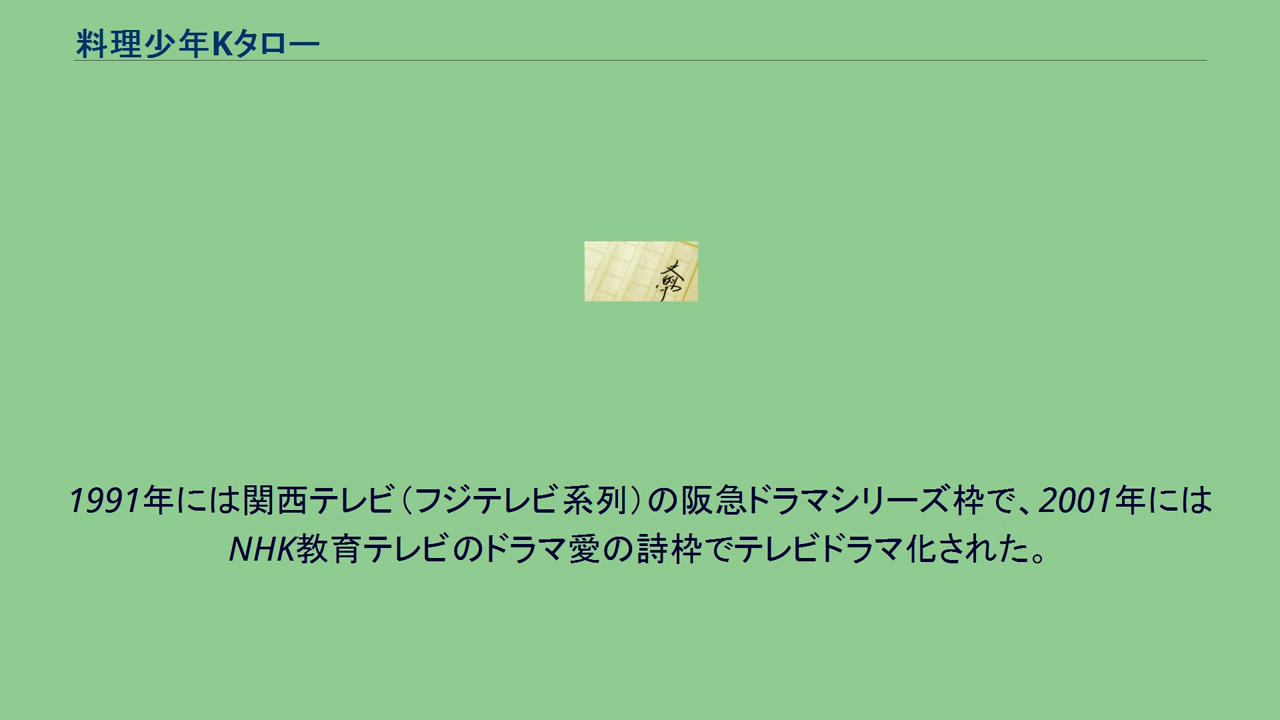 料理少年Kタロー
1991年には関西テレビ（フジテレビ系列）の阪急ドラマシリーズ枠で、2001年には
NHK教育テレビのドラマ愛の詩枠でテレビドラマ化された。